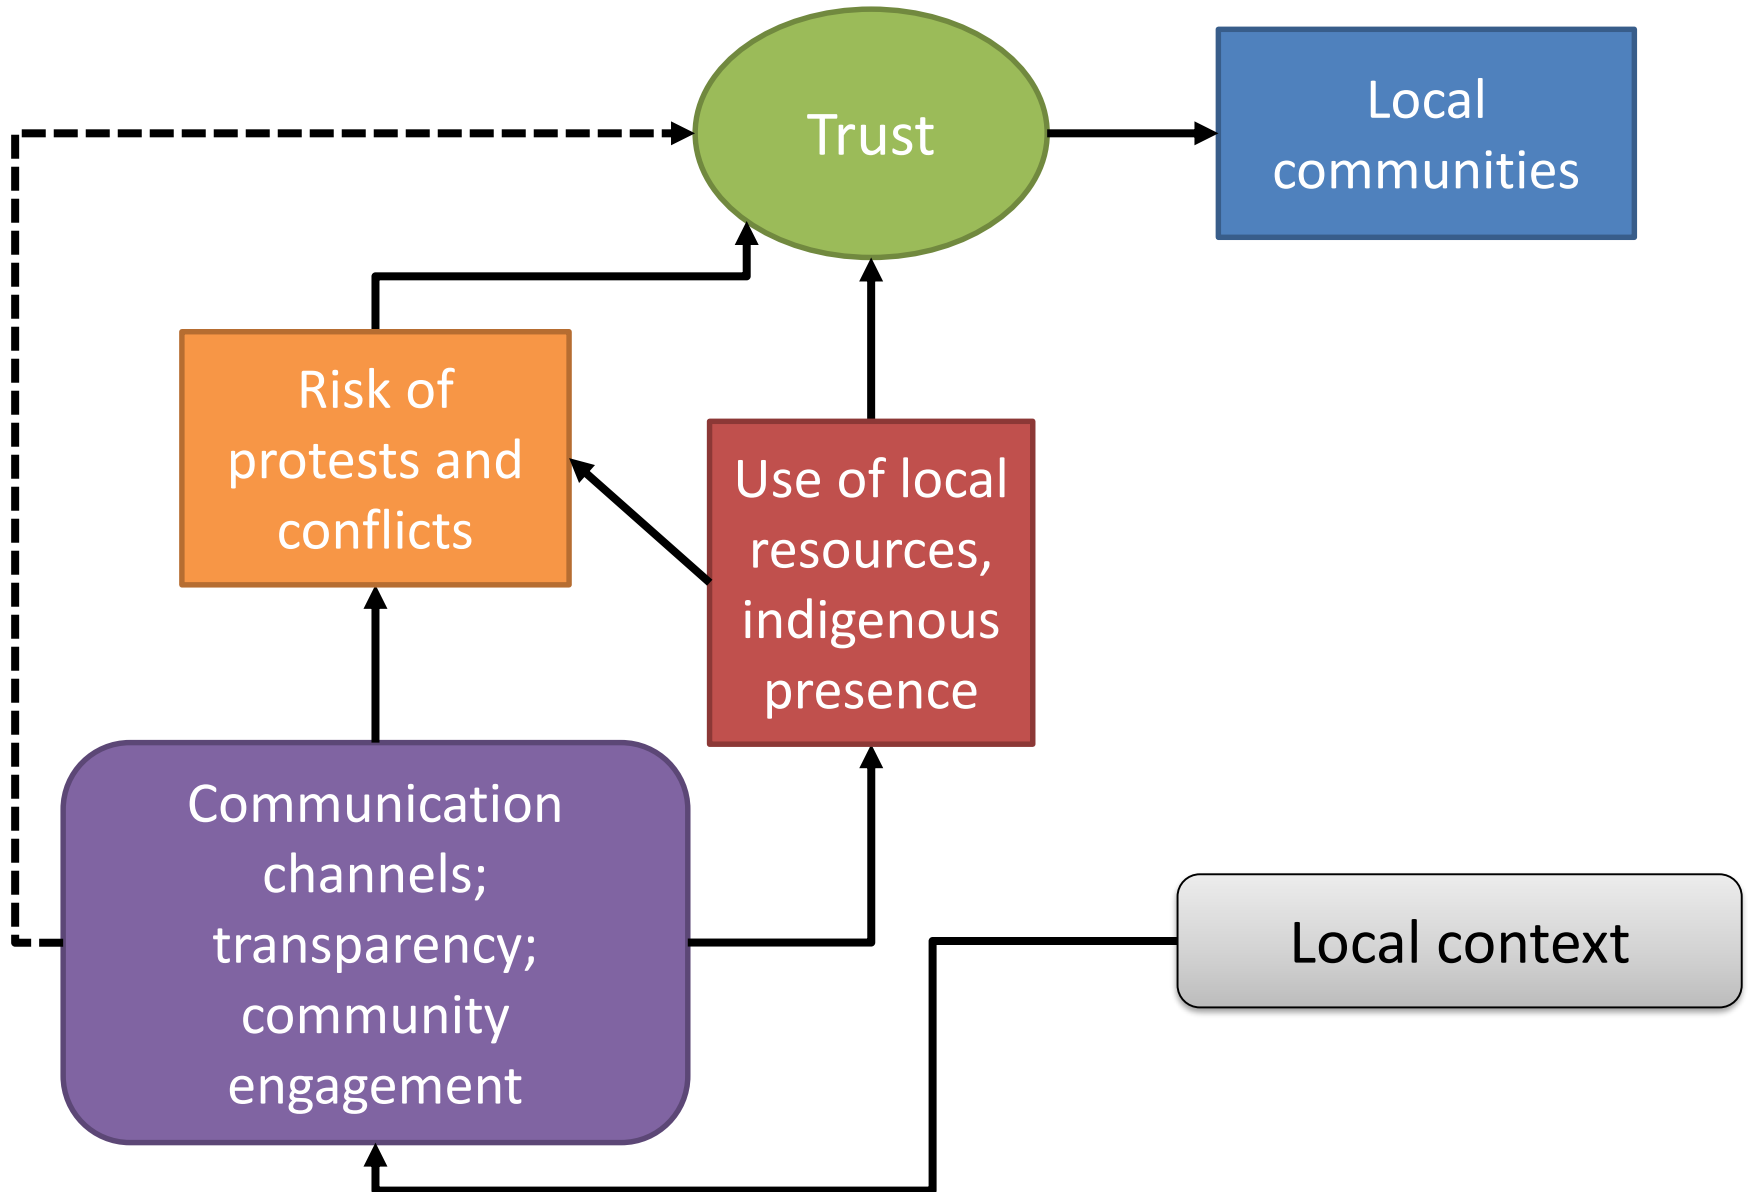 Trust
Local
communities
Risk of
protests and
conflicts
Use of local
resources,
indigenous
presence
Communication
channels;
transparency;
community
engagement
Local context